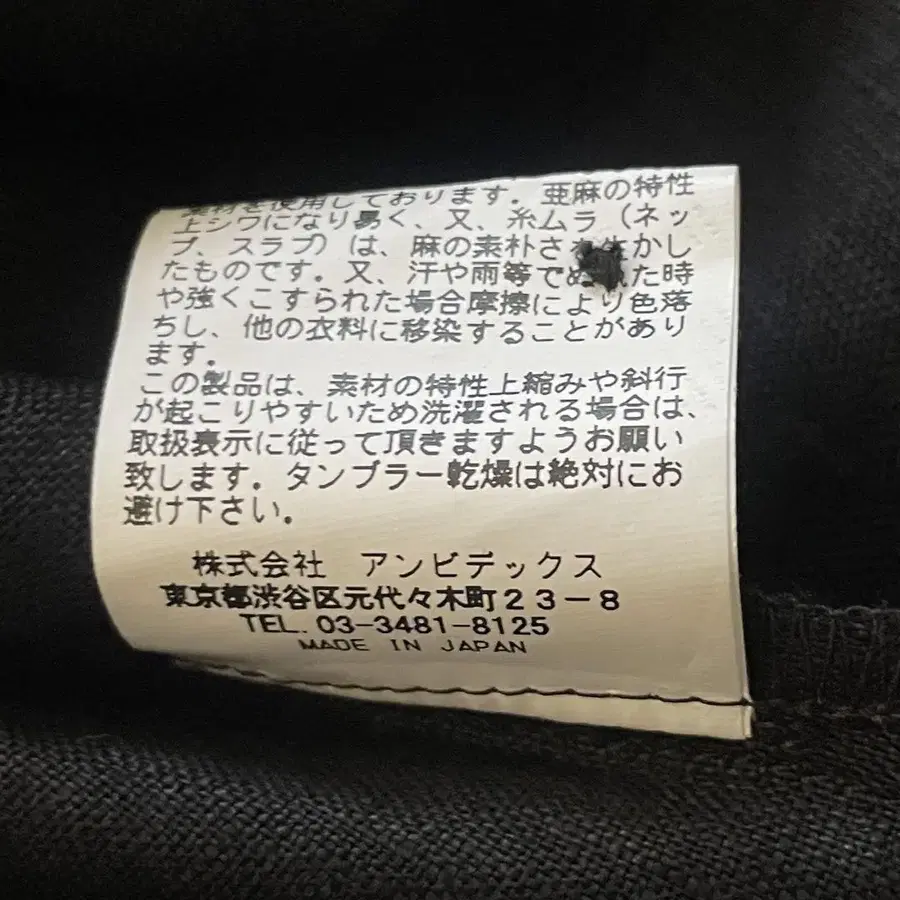 素材を使用しております。亜麻の特性
上シワになり易く、又、糸ムラ（ネッ
プ、スラブ）は、麻の素朴さ かし
たものです。又、汗や雨等で た時
や強くこすられた場合摩擦により色落
ちし、他の衣料に移染することがあり
ます。
この製品は、素材の特性上縮みや斜行
が起こりやすいため洗濯される場合は、
取扱表示に従って頂きますようお願い
致します。タンブラー乾燥は絶対にお
避け下さい。
株式会社 アンビデックス
東京都渋谷区元代々木町２３－８
TEL. 03-3481-8125
MADE IN JAPAN